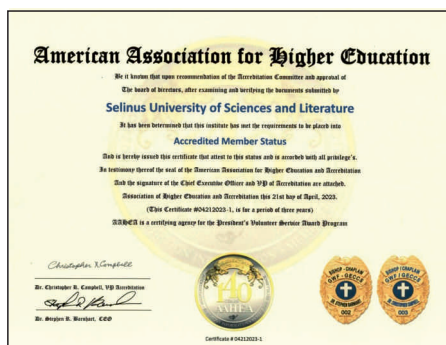 American Association for Higher Education
Be it known that upon recommendation of the Accreditation Committee and approval of
The board of directors, after examining and verifying the documents submitted by
Selinus University of Sciences and Literature
It has been determined that this institute has met the requirements to be placed into
Accredited Member Status
And is hereby issued this certificate that attest to this status and is accorded with all privilege's.
In testimony thereof the seal of the American Association for Higher Education and Accreditation
And the signature of the Chief Executive Officer and VP of Accreditation are attached.
Association of Higher Education and Accreditation this 21st day of April, 2023.
(This Certificate #04212023-1, is for a period of three years)
AAHEA is a certifying agency for the President's Volunteer Service Award Program
Dr. Christopher R. Campbell, VP Accreditation
Dr. Stephen R. Barnhart, CEO
140
AAHEA
BISHOP - CHAPLAIN
002
BISHOP / CHAPLAIN
003
Certificate # 04212023-1